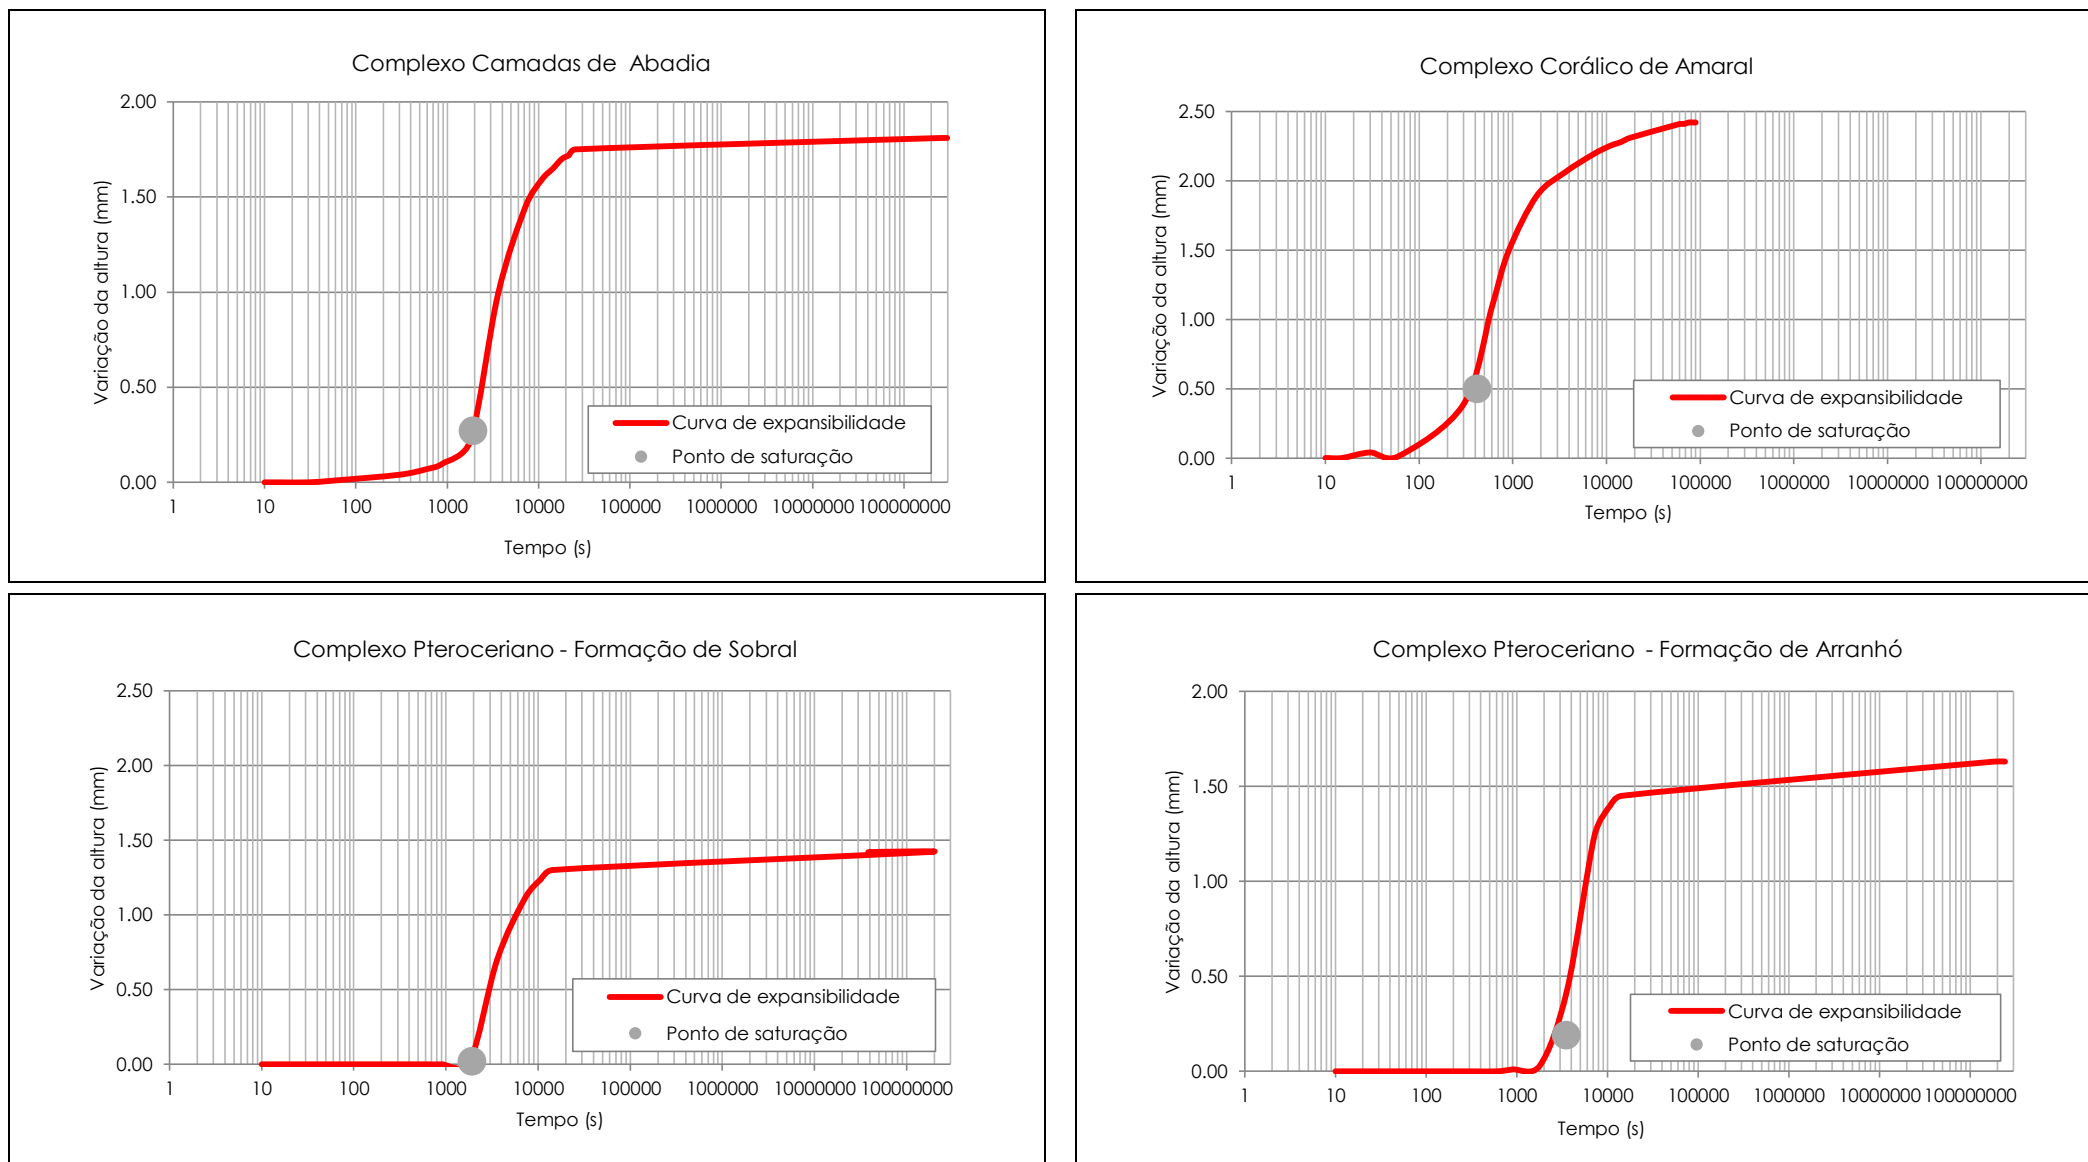 Complexo Camadas de Abadia
Variação da altura (mm)
2.00
1.50
1.00
0.50
0.00
1 10 100 1000 10000 100000 1000000 10000000 100000000
Tempo (s)
Curva de expansibilidade
Ponto de saturação
Complexo Corálico de Amaral
Variação da altura (mm)
2.50
2.00
1.50
1.00
0.50
0.00
1 10 100 1000 10000 100000 1000000 10000000 100000000
Tempo (s)
Curva de expansibilidade
Ponto de saturação
Complexo Pteroceriano - Formação de Sobral
Variação da altura (mm)
2.50
2.00
1.50
1.00
0.50
0.00
1 10 100 1000 10000 100000 1000000 10000000 100000000
Tempo (s)
Curva de expansibilidade
Ponto de saturação
Complexo Pteroceriano - Formação de Arranhó
Variação da altura (mm)
2.00
1.50
1.00
0.50
0.00
1 10 100 1000 10000 100000 1000000 10000000 100000000
Tempo (s)
Curva de expansibilidade
Ponto de saturação